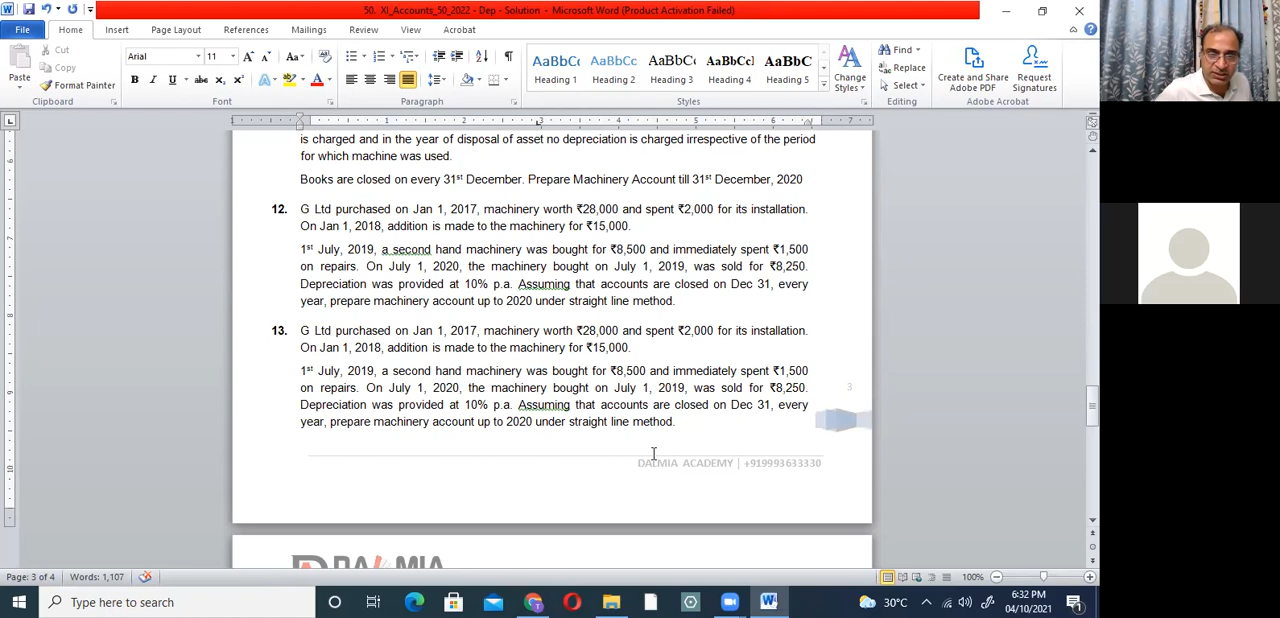 50. XI_Accounts_50_2022 - Dep - Solution - Microsoft Word (Product Activation Failed)
File Home Insert Page Layout References Mailings Review View Acrobat
Paste
Cut
Copy
Format Painter
Clipboard
Arial 11
Font
Paragraph
AaBbC Heading 1
AaBbC Heading 2
AaBbC Heading 3
AaBbCc Heading 4
AaBbC Heading 5
Change Styles
Styles
Find
Replace
Select
Editing
Create and Share Adobe PDF
Request Signatures
Adobe Acrobat
is charged and in the year of disposal of asset no depreciation is charged irrespective of the period
for which machine was used.
Books are closed on every 31st December. Prepare Machinery Account till 31st December, 2020
12. G Ltd purchased on Jan 1, 2017, machinery worth ₹28,000 and spent ₹2,000 for its installation.
On Jan 1, 2018, addition is made to the machinery for ₹15,000.
1st July, 2019, a second hand machinery was bought for ₹8,500 and immediately spent ₹1,500
on repairs. On July 1, 2020, the machinery bought on July 1, 2019, was sold for ₹8,250.
Depreciation was provided at 10% p.a. Assuming that accounts are closed on Dec 31, every
year, prepare machinery account up to 2020 under straight line method.
13. G Ltd purchased on Jan 1, 2017, machinery worth ₹28,000 and spent ₹2,000 for its installation.
On Jan 1, 2018, addition is made to the machinery for ₹15,000.
1st July, 2019, a second hand machinery was bought for ₹8,500 and immediately spent ₹1,500
on repairs. On July 1, 2020, the machinery bought on July 1, 2019, was sold for ₹8,250.
Depreciation was provided at 10% p.a. Assuming that accounts are closed on Dec 31, every
year, prepare machinery account up to 2020 under straight line method.
3
DALMIA ACADEMY | +919993633330
DALMIA
Page: 3 of 4 Words: 1,107 100%
Type here to search
30°C
6:32 PM
04/10/2021